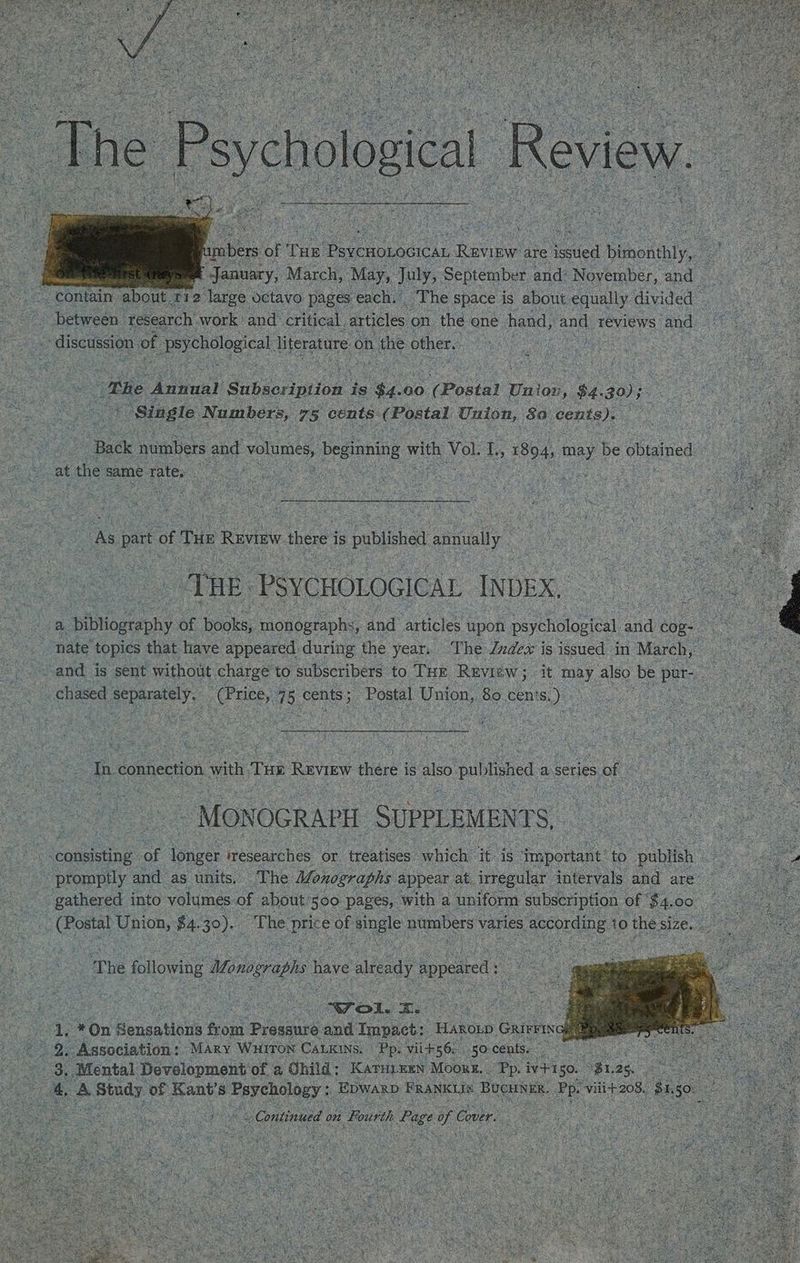 The Psychological Review.
umbers of THE PSYCHOLOGICAL REVIEW are issued bimonthly,
January, March, May, July, September and November, and
contain about 112 large octavo pages each. The space is about equally divided
between research work and critical articles on the one hand, and reviews and
discussion of psychological literature on the other.
The Annual Subscription is $4.00 (Postal Union, $4.30);
Single Numbers, 75 cents (Postal Union, 80 cents).
Back numbers and volumes, beginning with Vol. I., 1894, may be obtained
at the same rate.
As part of THE REVIEW there is published annually
THE PSYCHOLOGICAL INDEX,
a bibliography of books, monographs, and articles upon psychological and cog-
nate topics that have appeared during the year. The Index is issued in March,
and is sent without charge to subscribers to THE REVIEW; it may also be pur-
chased separately. (Price, 75 cents; Postal Union, 80 cents.)
In connection with THE REVIEW there is also published a series of
MONOGRAPH SUPPLEMENTS,
consisting of longer researches or treatises which it is important to publish
promptly and as units. The Monographs appear at irregular intervals and are
gathered into volumes of about 500 pages, with a uniform subscription of $4.00
(Postal Union, $4.30). The price of single numbers varies according to the size.
The following Monographs have already appeared:
Vol. I.
1. *On Sensations from Pressure and Impact: HAROLD GRIFFING. cents.
2. Association: MARY WHITON CALKINS. Pp. vii+56. 50 cents.
3. Mental Development of a Child: KATHLEEN MOORE. Pp. iv+150. $1.25.
4. A Study of Kant's Psychology: EDWARD FRANKLIN BUCHNER. Pp. viii+208. $1.50.
Continued on Fourth Page of Cover.